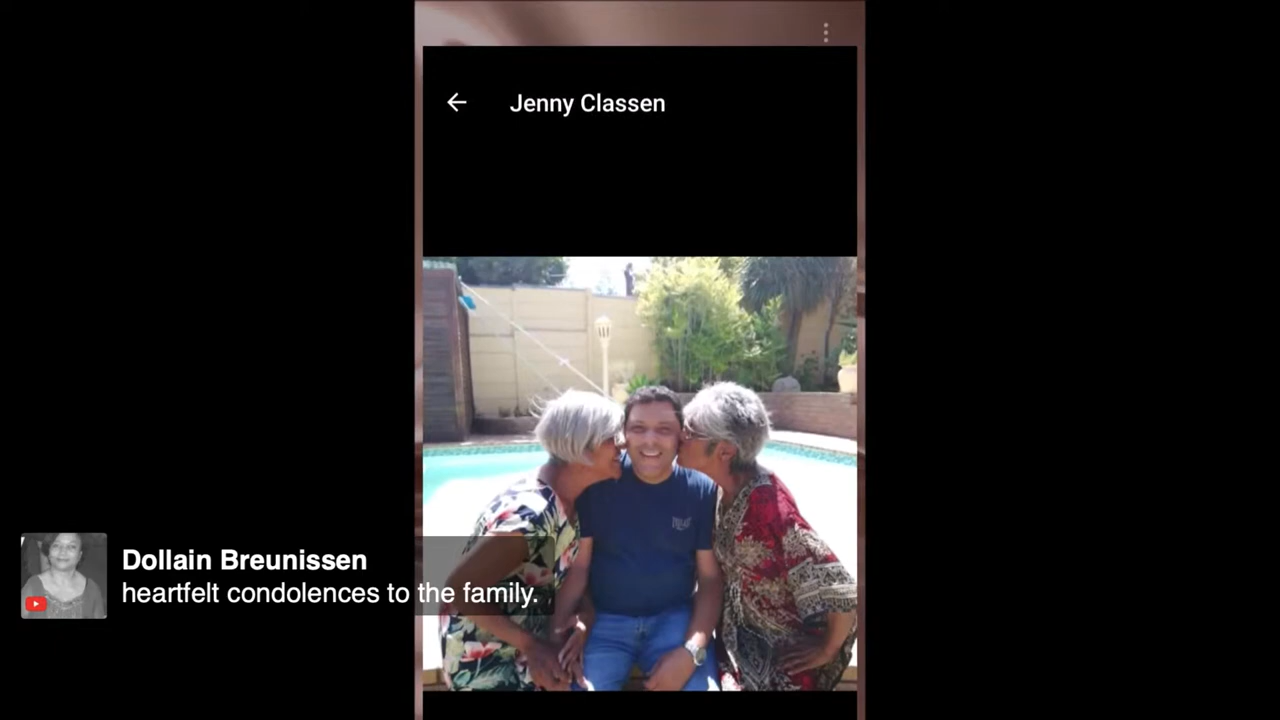 Jenny Classen
Dollain Breunissen
heartfelt condolences to the family.